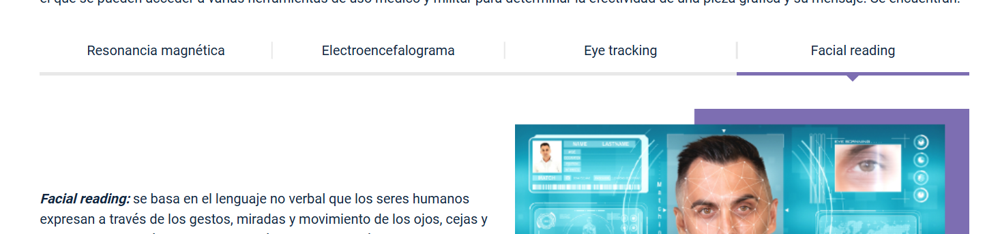 el que se pueden acceder a varias herramientas de uso médico y militar para determinar la efectividad de una pieza gráfica y su mensaje. Se encuentran:
Resonancia magnética
Electroencefalograma
Eye tracking
Facial reading
NAME LASTNAME
EYE SCANNING
MATCH
Matchin
Facial reading: se basa en el lenguaje no verbal que los seres humanos
expresan a través de los gestos, miradas y movimiento de los ojos, cejas y